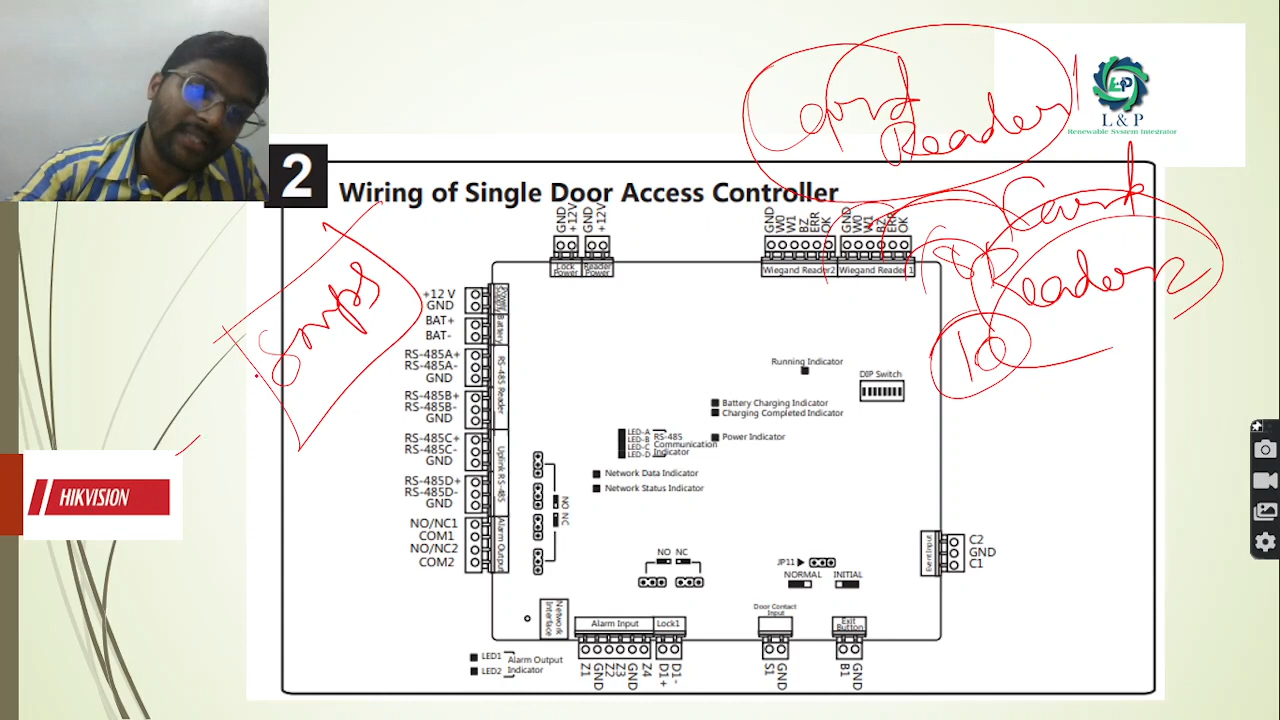 Card
Reader 1
L & P
Renewable System Integrator
2
Wiring of Single Door Access Controller
GND
+12V
GND
+12V
GND
W0
W1
BZ
ERR
OK
GND
W0
W1
BZ
ERR
OK
Lock Power
Reader Power
Wiegand Reader2
Wiegand Reader 1
Reader 2
Smps
+12 V
GND
BAT+
BAT-
Battery
RS-485A+
RS-485A-
GND
RS-485B+
RS-485B-
GND
RS-485 Reader
RS-485C+
RS-485C-
GND
RS-485D+
RS-485D-
GND
Uplink RS-485
NO/NC1
COM1
NO/NC2
COM2
Alarm Output
Running Indicator
DIP Switch
Battery Charging Indicator
Charging Completed Indicator
LED-A
LED-B
LED-C
LED-D
RS-485
Communication
Indicator
Power Indicator
Network Data Indicator
Network Status Indicator
NO NC
HIKVISION
NO NC
JP11
NORMAL
INITIAL
Event Input
C2
GND
C1
Network
Interface
Alarm Input
Lock1
Door Contact
Input
Exit
Button
Z1
GND
Z2
Z3
GND
Z4
D1+
D1-
S1
GND
B1
GND
LED1
LED2
Alarm Output
Indicator